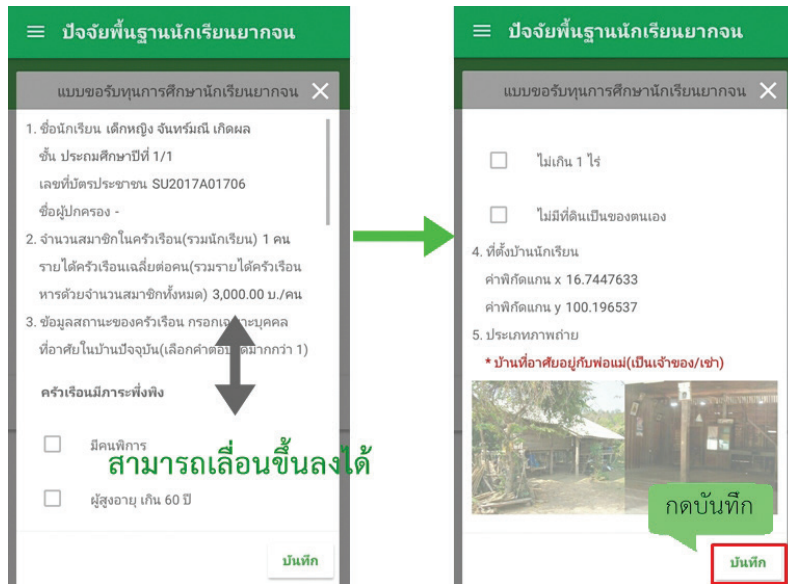 ปัจจัยพื้นฐานนักเรียนยากจน
แบบขอรับทุนการศึกษานักเรียนยากจน
1. ชื่อนักเรียน เด็กหญิง จันทร์มณี เกิดผล
ชั้น ประถมศึกษาปีที่ 1/1
เลขที่บัตรประชาชน SU2017A01706
ชื่อผู้ปกครอง -
2. จำนวนสมาชิกในครัวเรือน(รวมนักเรียน) 1 คน
รายได้ครัวเรือนเฉลี่ยต่อคน(รวมรายได้ครัวเรือน
หารด้วยจำนวนสมาชิกทั้งหมด) 3,000.00 บ./คน
3. ข้อมูลสถานะของครัวเรือน กรอกเฉพาะบุคคล
ที่อาศัยในบ้านปัจจุบัน(เลือกคำตอบได้มากกว่า 1)
ครัวเรือนมีภาระพึ่งพิง
มีคนพิการ
สามารถเลื่อนขึ้นลงได้
ผู้สูงอายุ เกิน 60 ปี
บันทึก
ปัจจัยพื้นฐานนักเรียนยากจน
แบบขอรับทุนการศึกษานักเรียนยากจน
ไม่เกิน 1 ไร่
ไม่มีที่ดินเป็นของตนเอง
4. ที่ตั้งบ้านนักเรียน
ค่าพิกัดแกน x 16.7447633
ค่าพิกัดแกน y 100.196537
5. ประเภทภาพถ่าย
* บ้านที่อาศัยอยู่กับพ่อแม่(เป็นเจ้าของ/เช่า)
กดบันทึก
บันทึก